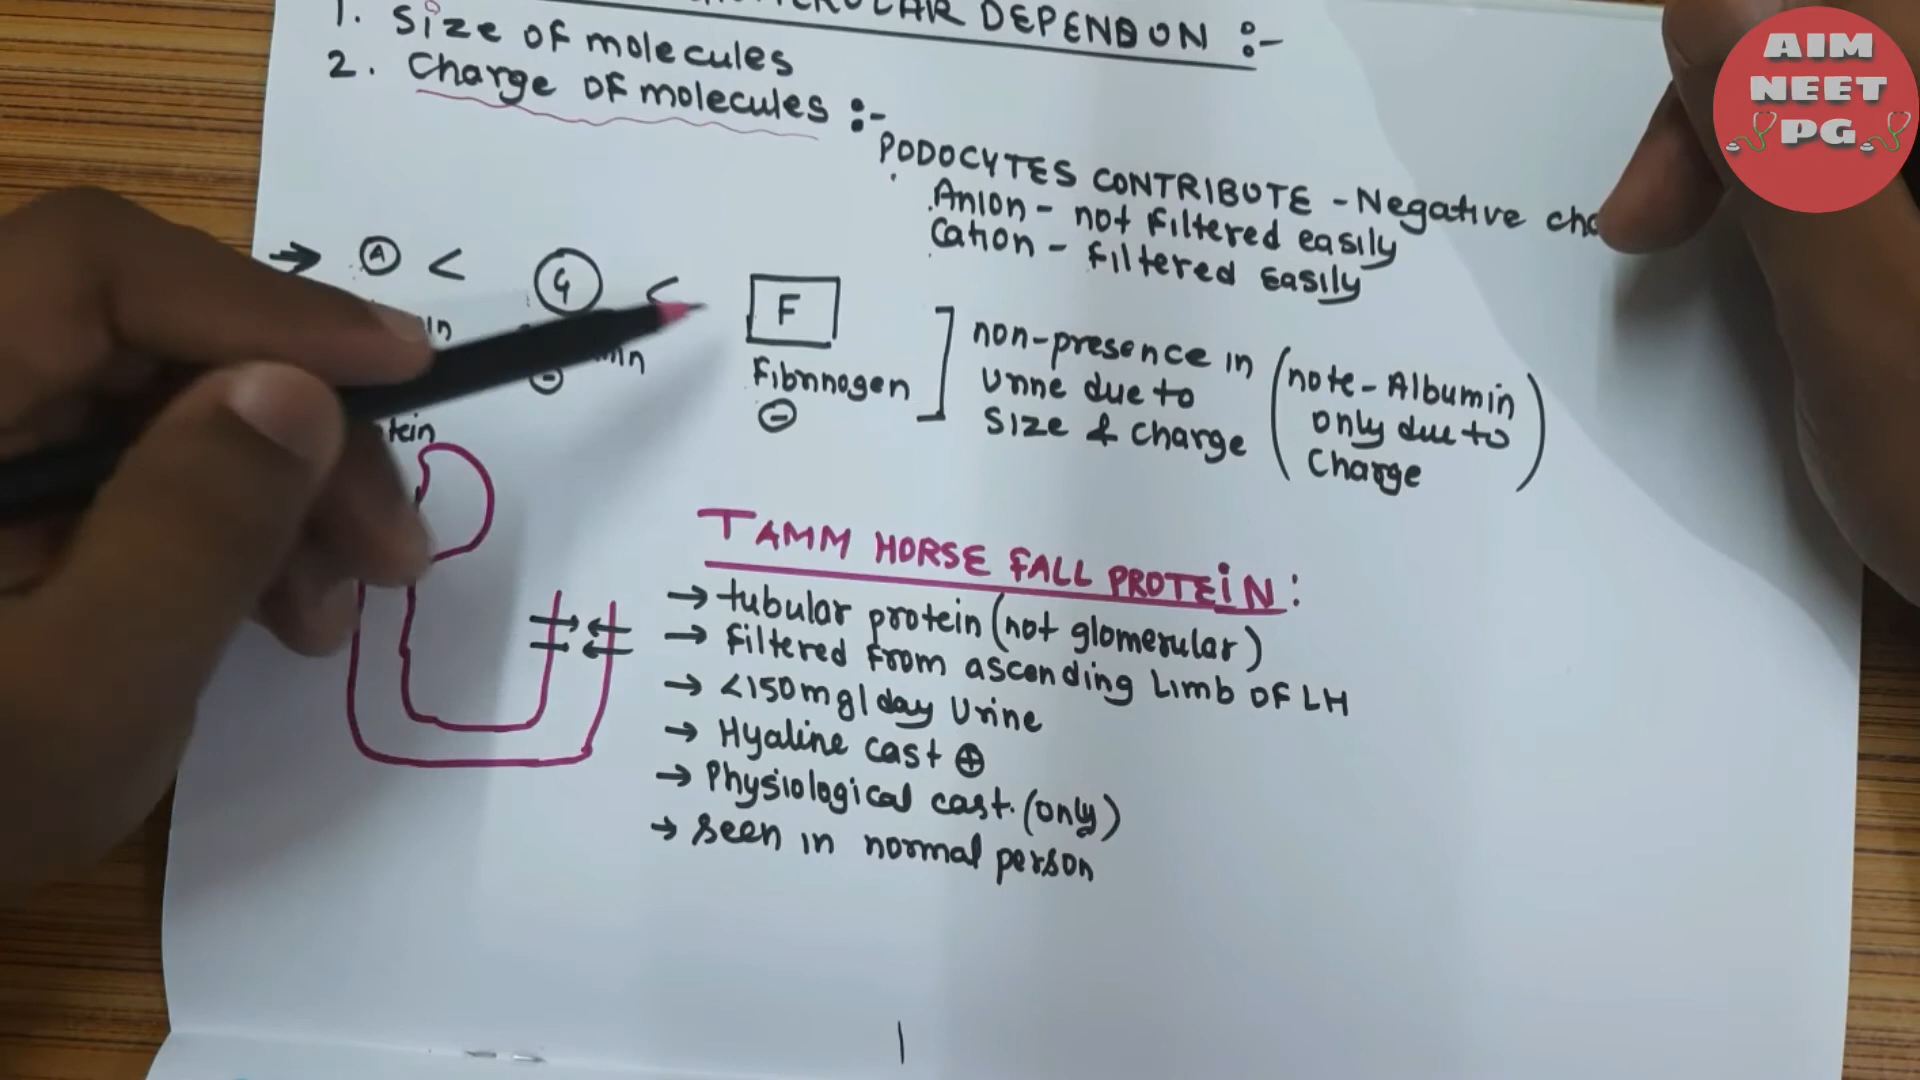 DEPENDON :-
1. Size of molecules
2. Charge of molecules :-
PODOCYTES CONTRIBUTE - Negative
Anion - not filtered easily
Cation - filtered Easily
A < G < F
Fibrinogen
-
-
non-presence in
Urine due to
Size & charge
(note - Albumin
only due to
Charge)
TAMM HORSE FALL PROTEIN:
→ tubular protein (not glomerular)
→ filtered from ascending Limb OF LH
→ <150mg/day Urine
→ Hyaline cast +
→ Physiological cast. (only)
→ seen in normal person
AIM
NEET
PG